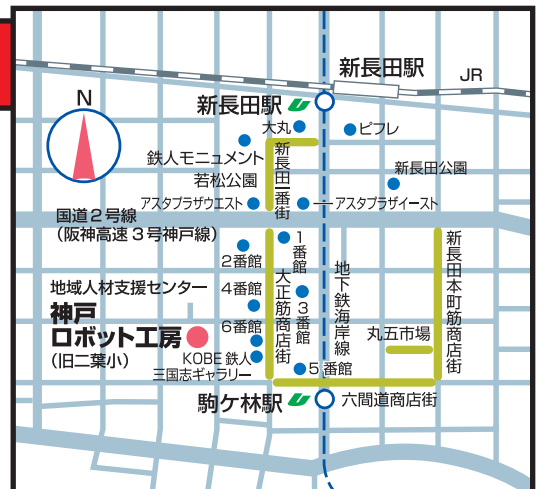 新長田駅
JR
N
新長田駅
大丸
ピフレ
鉄人モニュメント
新長田一番街
若松公園
新長田公園
アスタプラザウエスト
アスタプラザイースト
国道2号線
(阪神高速3号神戸線)
1番館
2番館
地域人材支援センター
神戸
ロボット工房
(旧二葉小)
4番館
3番館
大正筋商店街
地下鉄海岸線
新長田本町筋商店街
6番館
丸五市場
KOBE鉄人
三国志ギャラリー
5番館
駒ケ林駅
六間道商店街